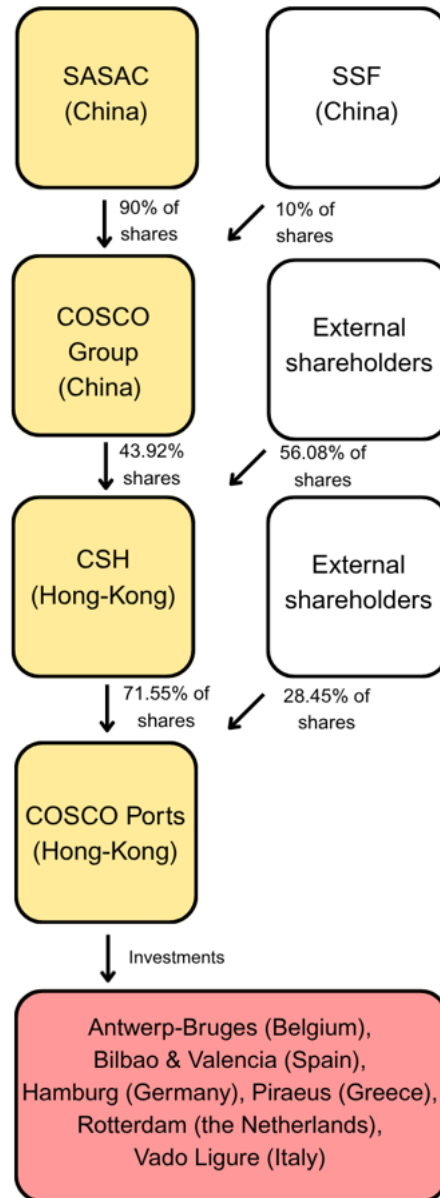 SASAC
(China)
SSF
(China)
90% of
shares
10% of
shares
COSCO
Group
(China)
External
shareholders
43.92%
shares
56.08% of
shares
CSH
(Hong-Kong)
External
shareholders
71.55% of
shares
28.45% of
shares
COSCO Ports
(Hong-Kong)
Investments
Antwerp-Bruges (Belgium),
Bilbao & Valencia (Spain),
Hamburg (Germany), Piraeus (Greece),
Rotterdam (the Netherlands),
Vado Ligure (Italy)